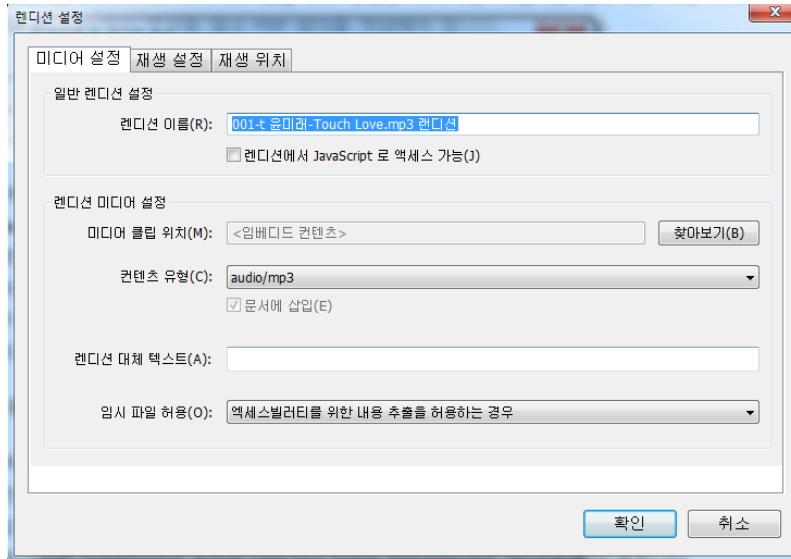 렌디션 설정
미디어 설정 재생 설정 재생 위치
일반 렌디션 설정
렌디션 이름(R): 001-t 윤미래-Touch Love.mp3 렌디션
렌디션에서 JavaScript 로 액세스 가능(J)
렌디션 미디어 설정
미디어 클립 위치(M): <임베디드 컨텐츠> 찾아보기(B)
컨텐츠 유형(C): audio/mp3
문서에 삽입(E)
렌디션 대체 텍스트(A):
임시 파일 허용(O): 엑세스빌러티를 위한 내용 추출을 허용하는 경우
확인 취소